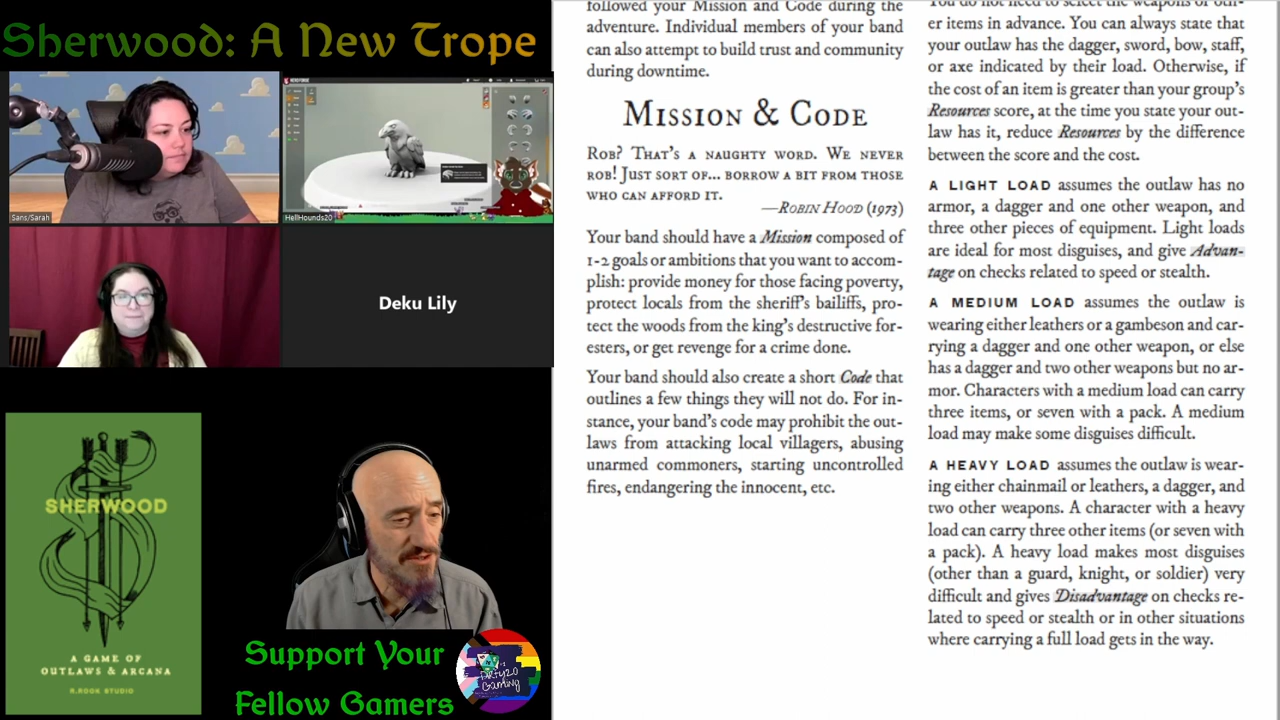 Sherwood: A New Trope
Sans/Sarah
HellHounds20
Deku Lily
SHERWOOD
A GAME OF
OUTLAWS & ARCANA
R.ROOK STUDIO
Support Your
Fellow Gamers
Dirty20
Gaming
followed your Mission and Code during the
adventure. Individual members of your band
can also attempt to build trust and community
during downtime.
MISSION & CODE
ROB? THAT'S A NAUGHTY WORD. WE NEVER
ROB! JUST SORT OF... BORROW A BIT FROM THOSE
WHO CAN AFFORD IT.
—ROBIN HOOD (1973)
Your band should have a Mission composed of
1-2 goals or ambitions that you want to accom-
plish: provide money for those facing poverty,
protect locals from the sheriff's bailiffs, pro-
tect the woods from the king's destructive for-
esters, or get revenge for a crime done.
Your band should also create a short Code that
outlines a few things they will not do. For in-
stance, your band's code may prohibit the out-
laws from attacking local villagers, abusing
unarmed commoners, starting uncontrolled
fires, endangering the innocent, etc.
You do not need to select the weapons or oth-
er items in advance. You can always state that
your outlaw has the dagger, sword, bow, staff,
or axe indicated by their load. Otherwise, if
the cost of an item is greater than your group's
Resources score, at the time you state your out-
law has it, reduce Resources by the difference
between the score and the cost.
A LIGHT LOAD assumes the outlaw has no
armor, a dagger and one other weapon, and
three other pieces of equipment. Light loads
are ideal for most disguises, and give Advan-
tage on checks related to speed or stealth.
A MEDIUM LOAD assumes the outlaw is
wearing either leathers or a gambeson and car-
rying a dagger and one other weapon, or else
has a dagger and two other weapons but no ar-
mor. Characters with a medium load can carry
three items, or seven with a pack. A medium
load may make some disguises difficult.
A HEAVY LOAD assumes the outlaw is wear-
ing either chainmail or leathers, a dagger, and
two other weapons. A character with a heavy
load can carry three other items (or seven with
a pack). A heavy load makes most disguises
(other than a guard, knight, or soldier) very
difficult and gives Disadvantage on checks re-
lated to speed or stealth or in other situations
where carrying a full load gets in the way.